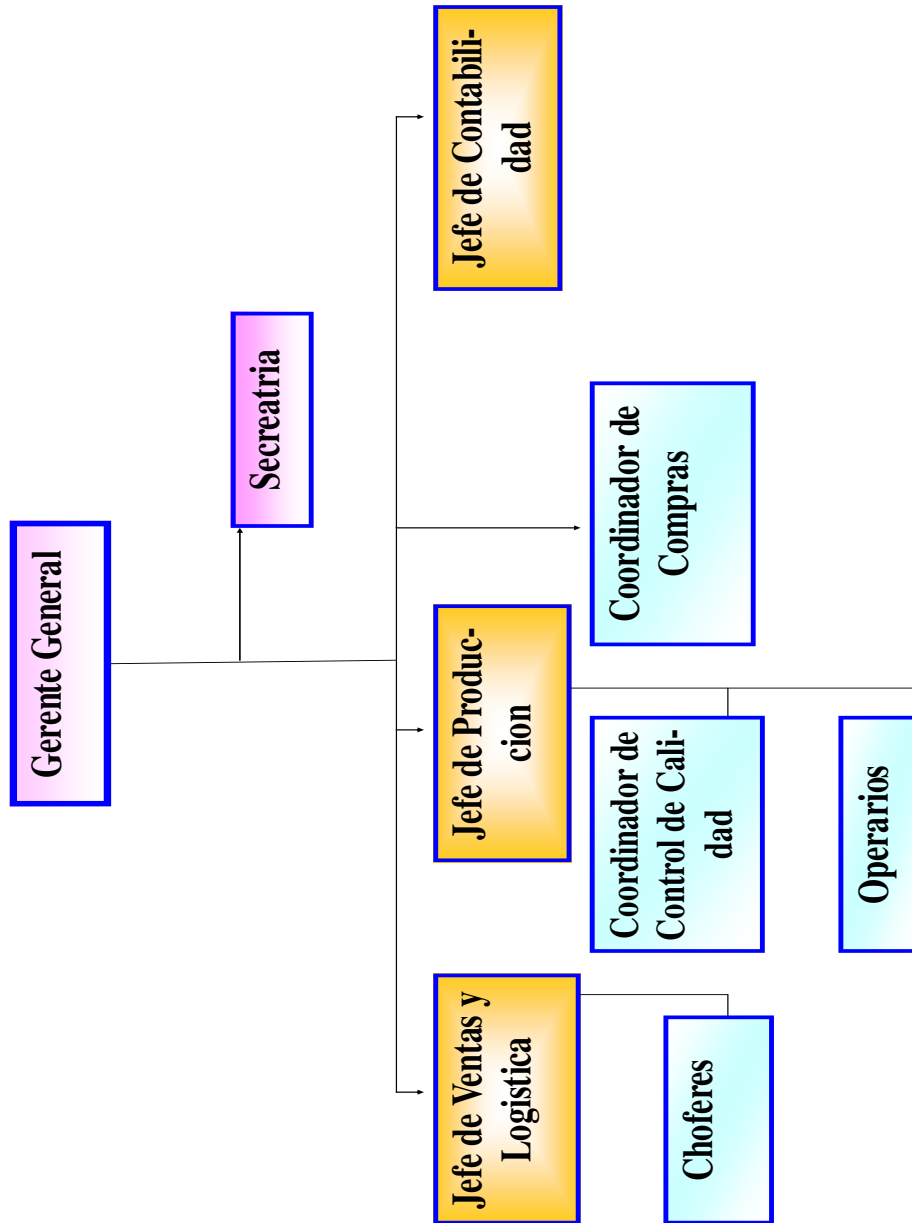 Gerente General
Secreatria
Jefe de Ventas y
Logistica
Jefe de Produc-
cion
Jefe de Contabili-
dad
Choferes
Coordinador de
Control de Cali-
dad
Coordinador de
Compras
Operarios